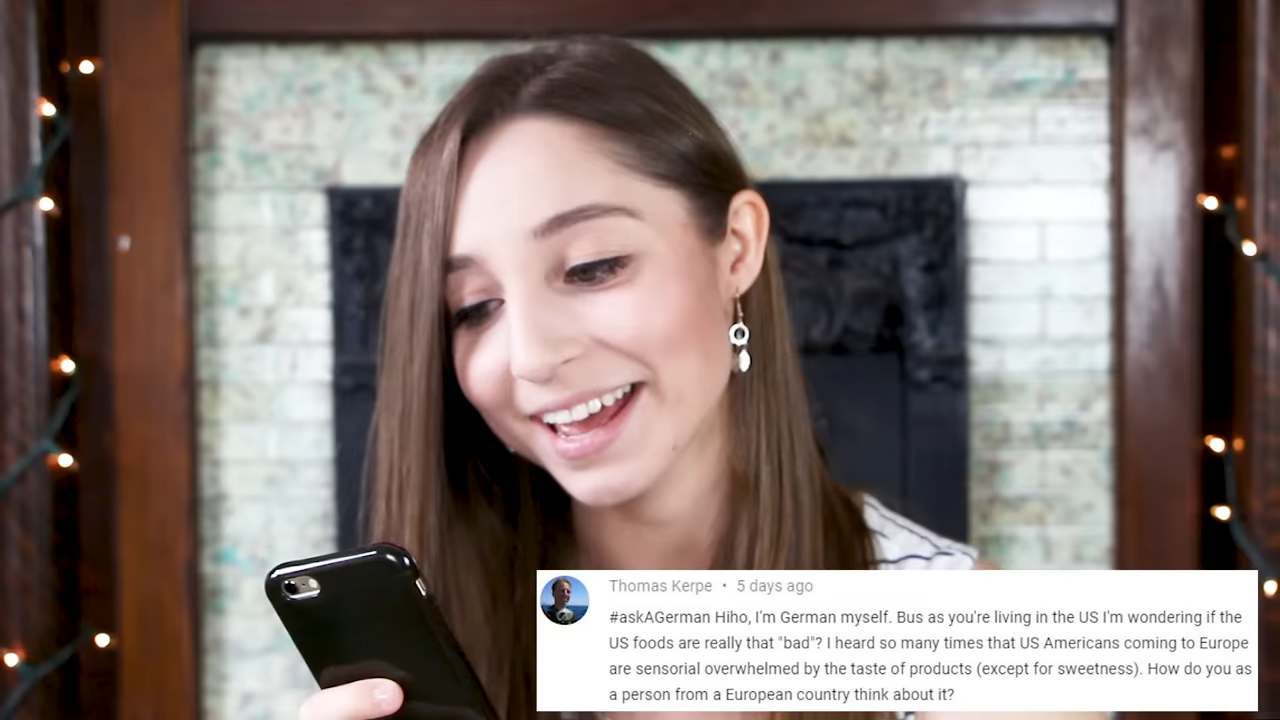 Thomas Kerpe • 5 days ago
#askAGerman Hiho, I'm German myself. Bus as you're living in the US I'm wondering if the
US foods are really that "bad"? I heard so many times that US Americans coming to Europe
are sensorial overwhelmed by the taste of products (except for sweetness). How do you as
a person from a European country think about it?